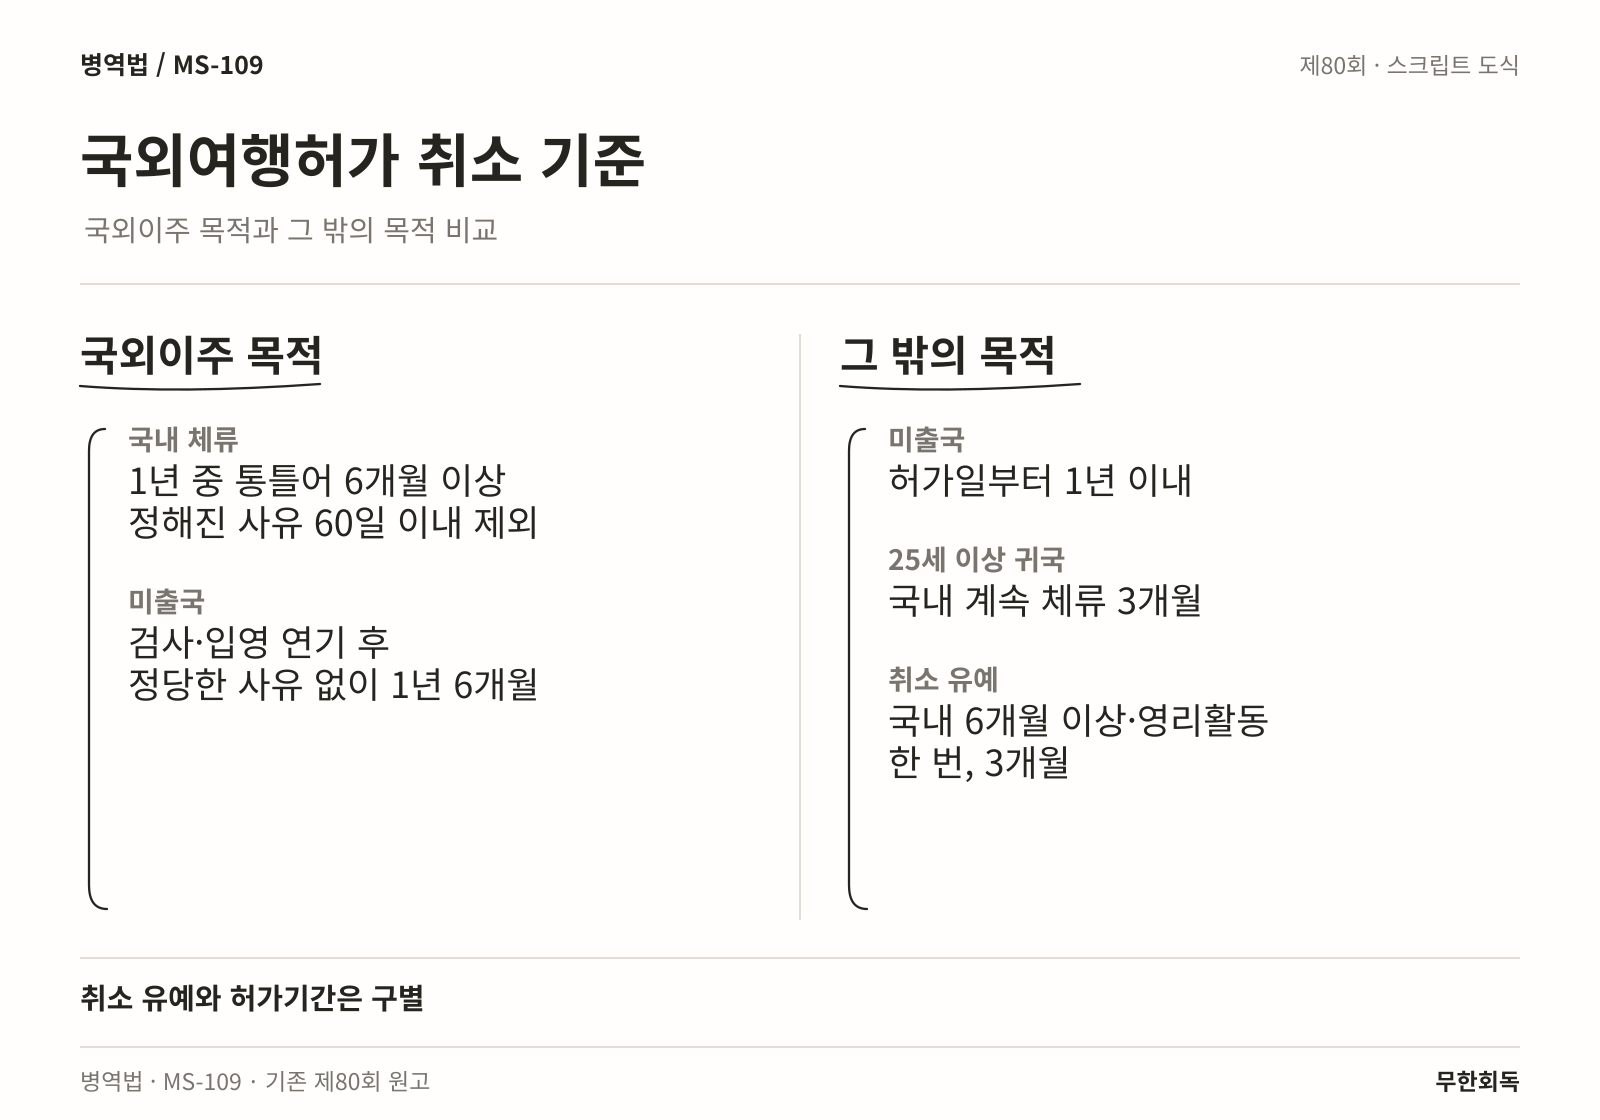 병역법 / MS-109
제80회 · 스크립트 도식
국외여행허가 취소 기준
국외이주 목적과 그 밖의 목적 비교
국외이주 목적
국내 체류
1년 중 통틀어 6개월 이상
정해진 사유 60일 이내 제외
미출국
검사·입영 연기 후
정당한 사유 없이 1년 6개월
그 밖의 목적
미출국
허가일부터 1년 이내
25세 이상 귀국
국내 계속 체류 3개월
취소 유예
국내 6개월 이상·영리활동
한 번, 3개월
취소 유예와 허가기간은 구별
병역법 · MS-109 · 기존 제80회 원고
무한회독